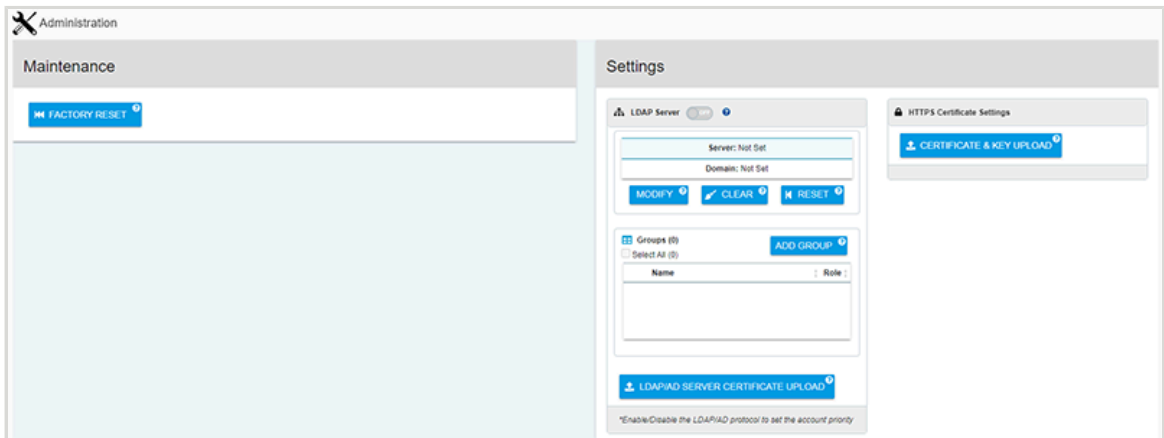 Administration
Maintenance
FACTORY RESET ?
Settings
LDAP Server OFF ?
Server: Not Set
Domain: Not Set
MODIFY ? CLEAR ? RESET ?
Groups (0)
ADD GROUP ?
Select All (0)
Name Role
LDAP/AD SERVER CERTIFICATE UPLOAD ?
*Enable/Disable the LDAP/AD protocol to set the account priority
HTTPS Certificate Settings
CERTIFICATE & KEY UPLOAD ?